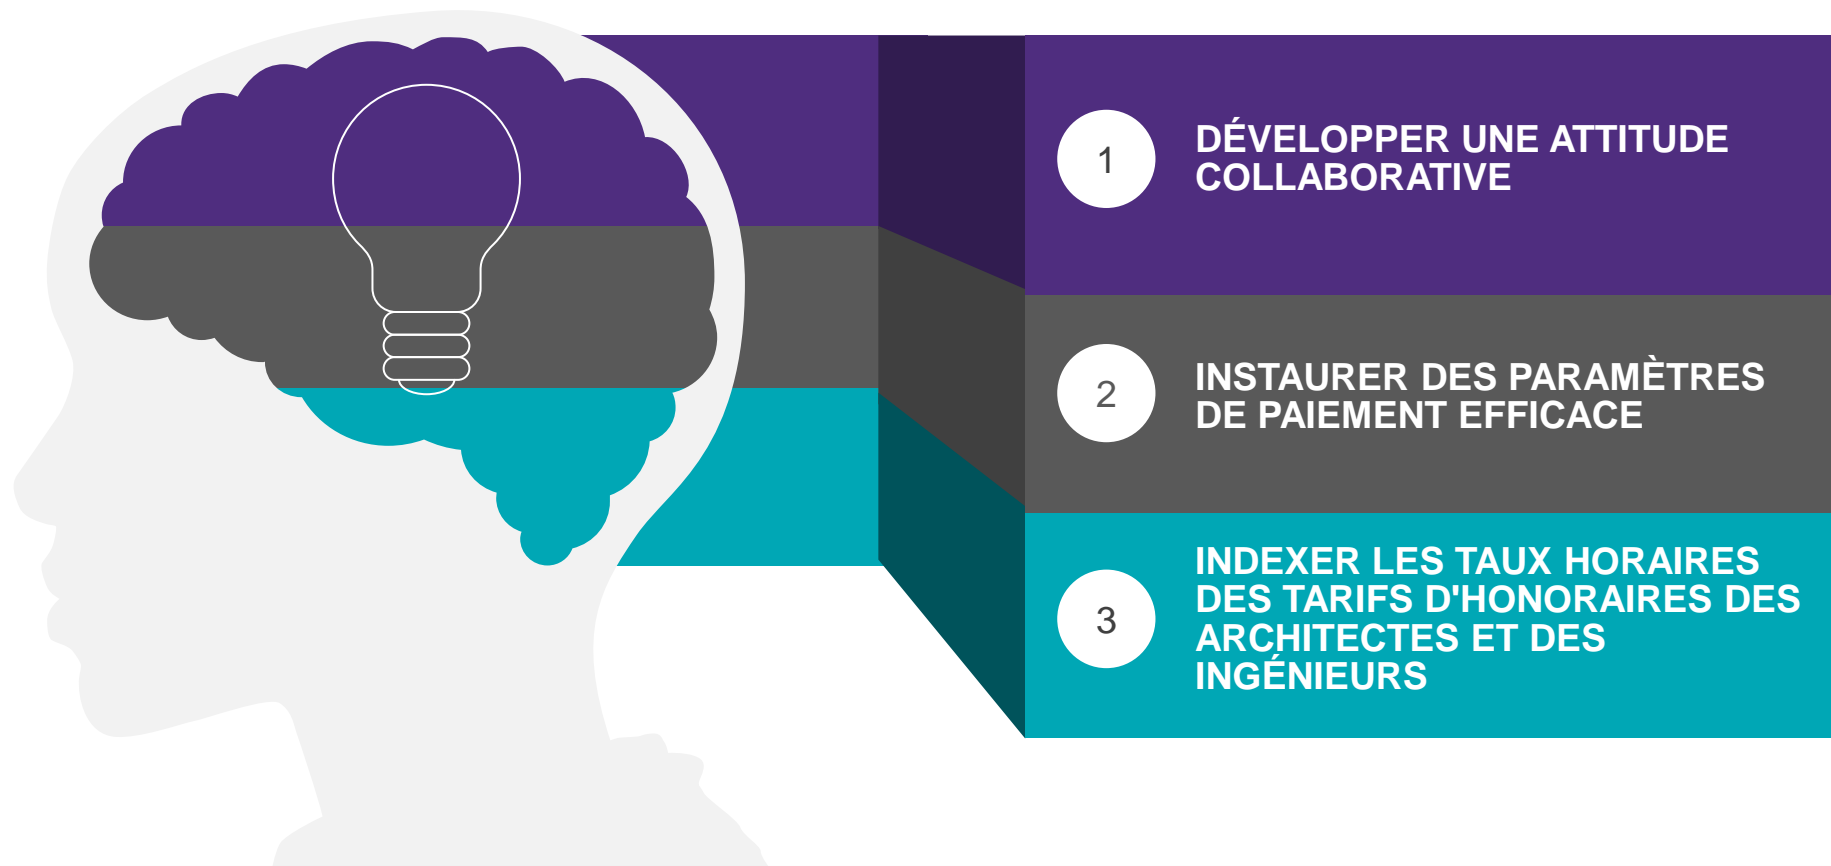 1
DÉVELOPPER UNE ATTITUDE
COLLABORATIVE
2
INSTAURER DES PARAMÈTRES
DE PAIEMENT EFFICACE
3
INDEXER LES TAUX HORAIRES
DES TARIFS D'HONORAIRES DES
ARCHITECTES ET DES
INGÉNIEURS